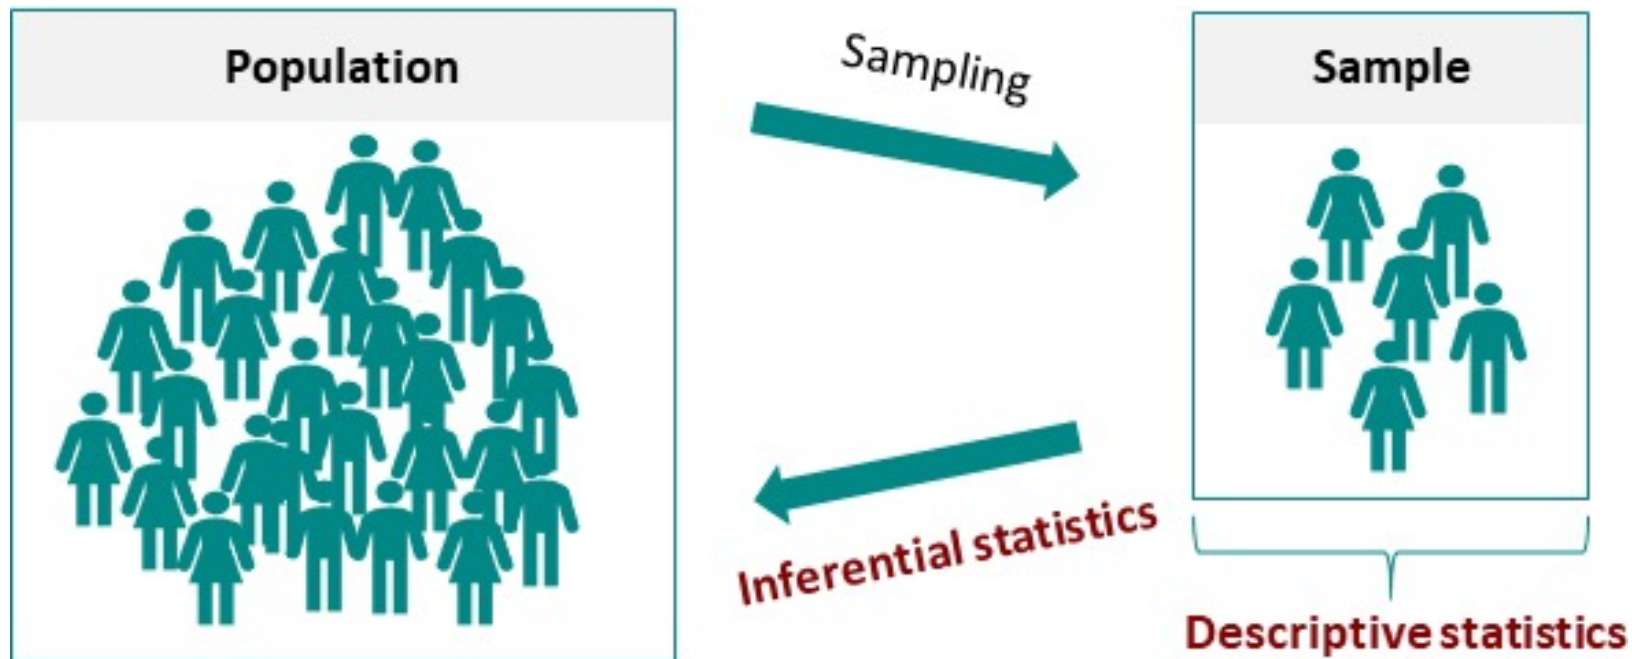 Population
Sampling
Sample
Inferential statistics
Descriptive statistics